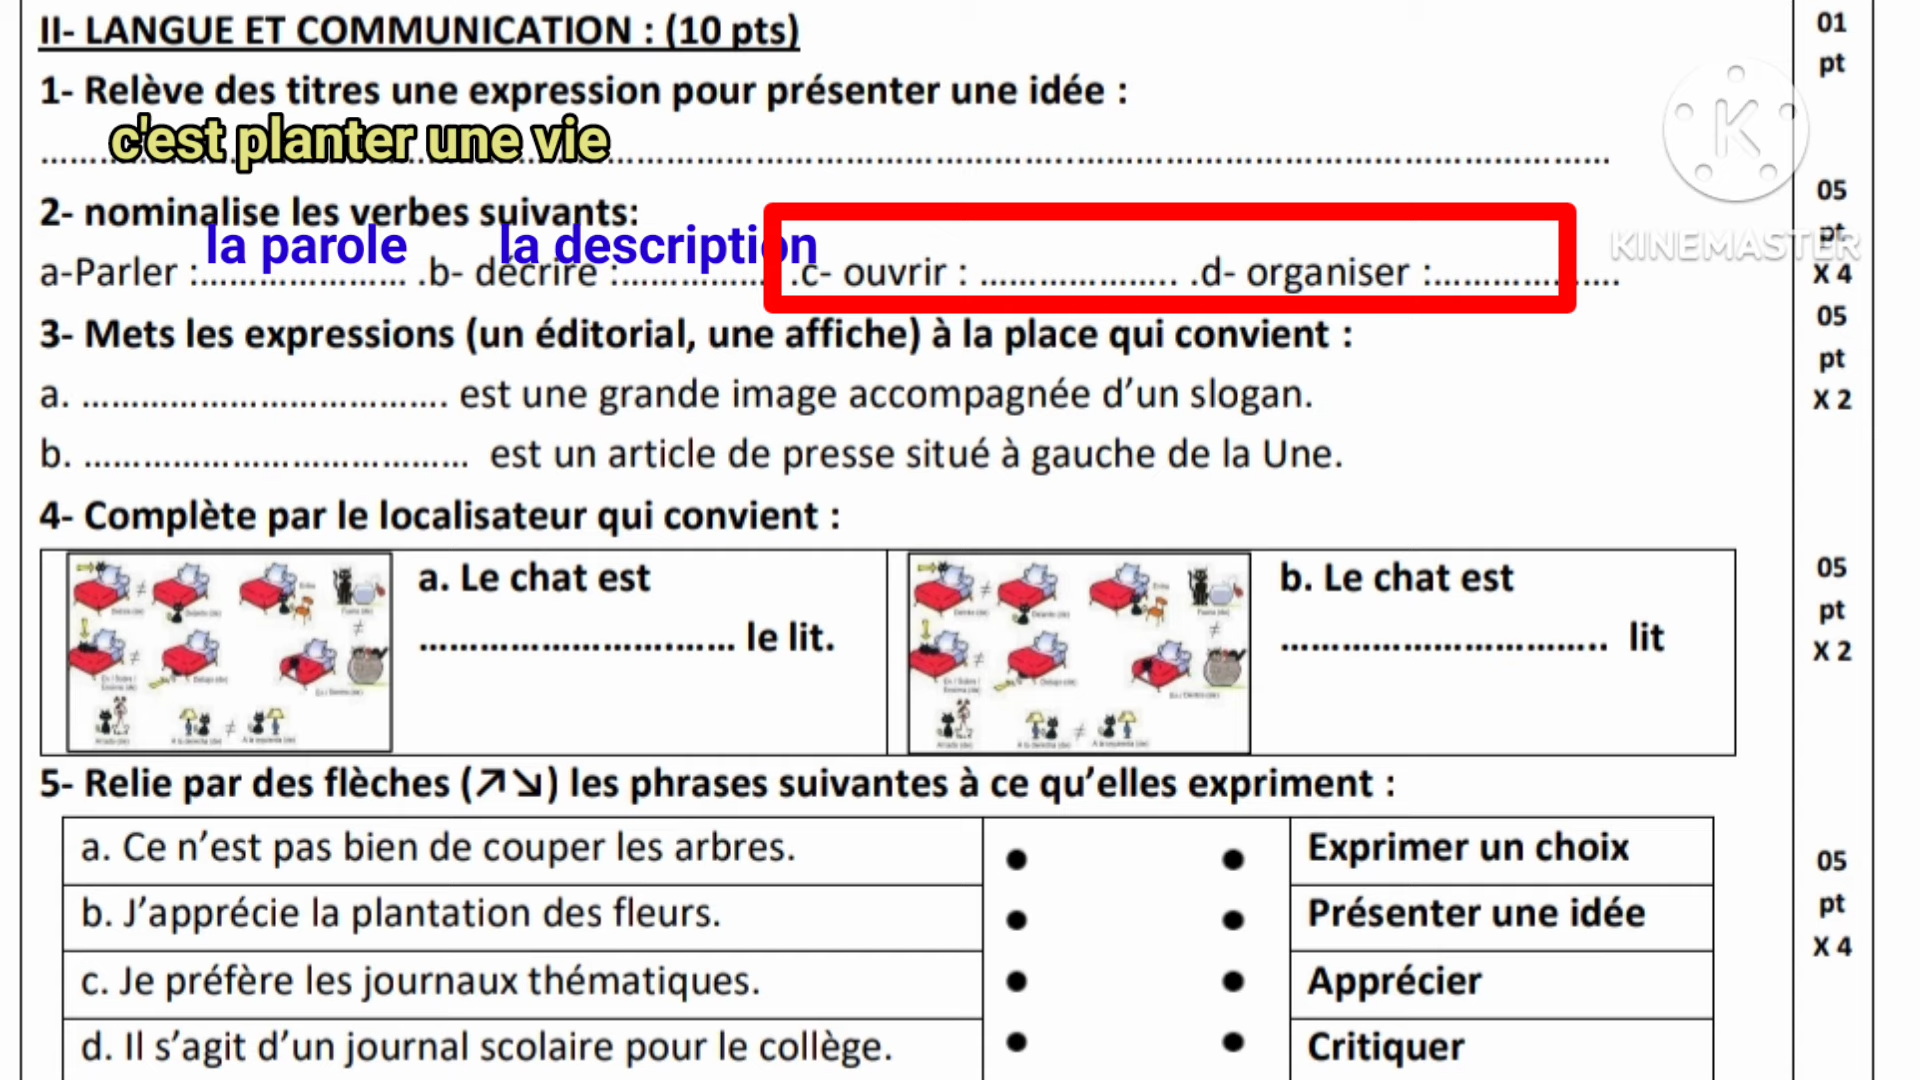 II- LANGUE ET COMMUNICATION : (10 pts)
01
pt
1- Relève des titres une expression pour présenter une idée :
c'est planter une vie
K
2- nominalise les verbes suivants:
05
pt
X 4
la parole la description
KINEMASTER
a-Parler :..................... .b- décrire :............... .c- ouvrir : .................... .d- organiser :...................
3- Mets les expressions (un éditorial, une affiche) à la place qui convient :
05
pt
X 2
a. ..................................... est une grande image accompagnée d’un slogan.
b. ....................................... est un article de presse situé à gauche de la Une.
4- Complète par le localisateur qui convient :
a. Le chat est
................................ le lit.
b. Le chat est
................................. lit
05
pt
X 2
5- Relie par des flèches (↗↘) les phrases suivantes à ce qu’elles expriment :
a. Ce n’est pas bien de couper les arbres. • • Exprimer un choix
b. J’apprécie la plantation des fleurs. • • Présenter une idée
c. Je préfère les journaux thématiques. • • Apprécier
d. Il s’agit d’un journal scolaire pour le collège. • • Critiquer
05
pt
X 4